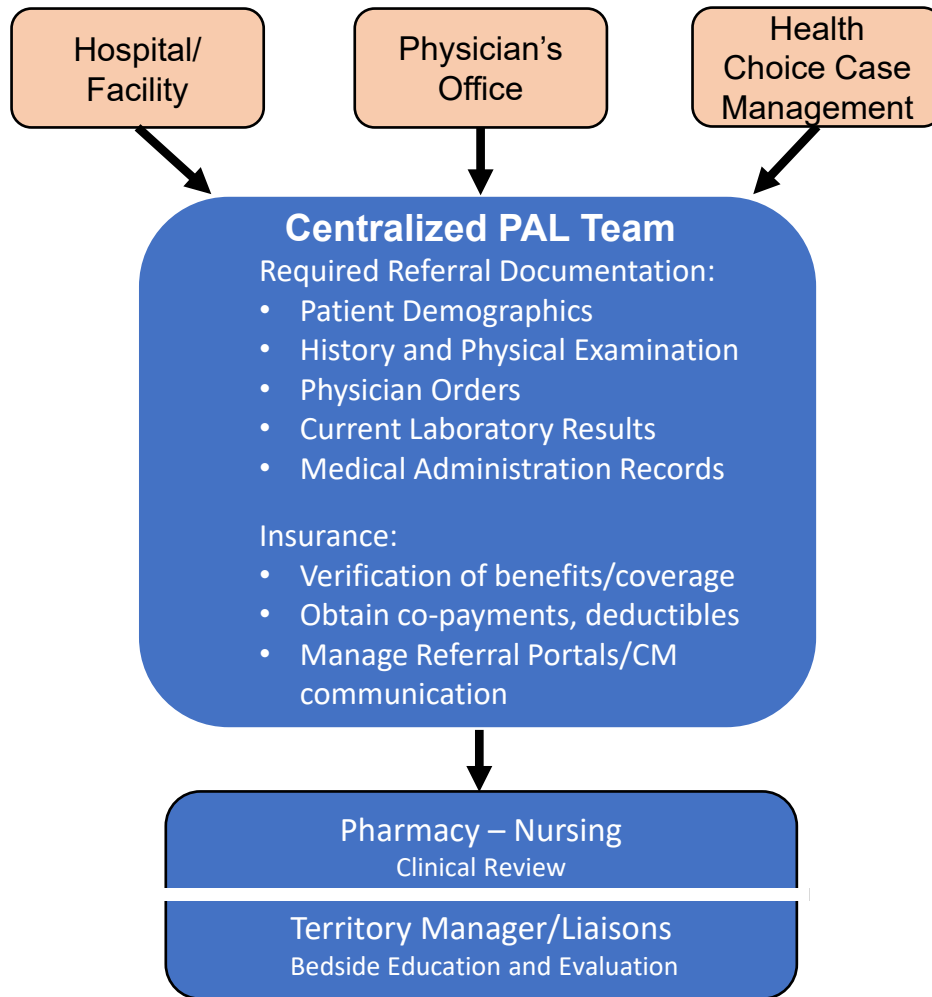 Hospital/
Facility
Physician's
Office
Health
Choice Case
Management
Centralized PAL Team
Required Referral Documentation:
• Patient Demographics
• History and Physical Examination
• Physician Orders
• Current Laboratory Results
• Medical Administration Records
Insurance:
• Verification of benefits/coverage
• Obtain co-payments, deductibles
• Manage Referral Portals/CM
communication
Pharmacy – Nursing
Clinical Review
Territory Manager/Liaisons
Bedside Education and Evaluation